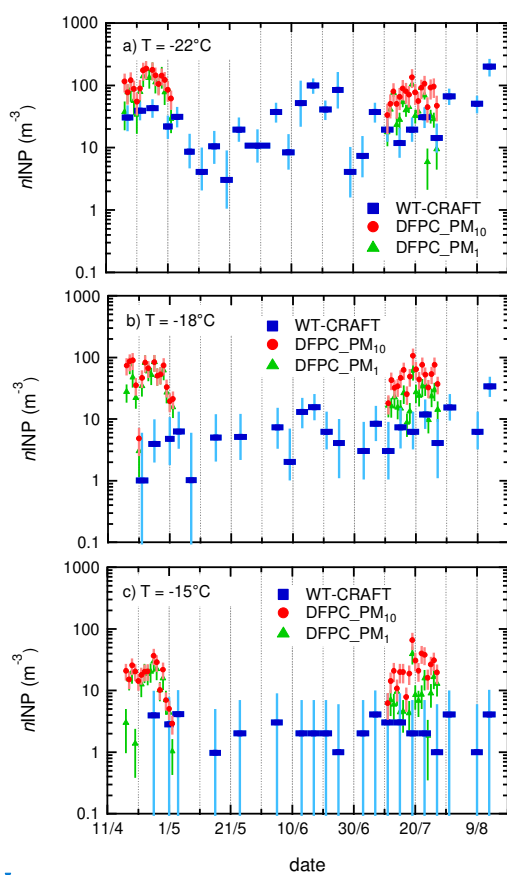 a) T = -22°C
1000
100
10
1
0.1
nINP (m⁻³)
WT-CRAFT
DFPC_PM₁₀
DFPC_PM₁
b) T = -18°C
1000
100
10
1
0.1
nINP (m⁻³)
WT-CRAFT
DFPC_PM₁₀
DFPC_PM₁
c) T = -15°C
1000
100
10
1
0.1
nINP (m⁻³)
WT-CRAFT
DFPC_PM₁₀
DFPC_PM₁
11/4 1/5 21/5 10/6 30/6 20/7 9/8
date